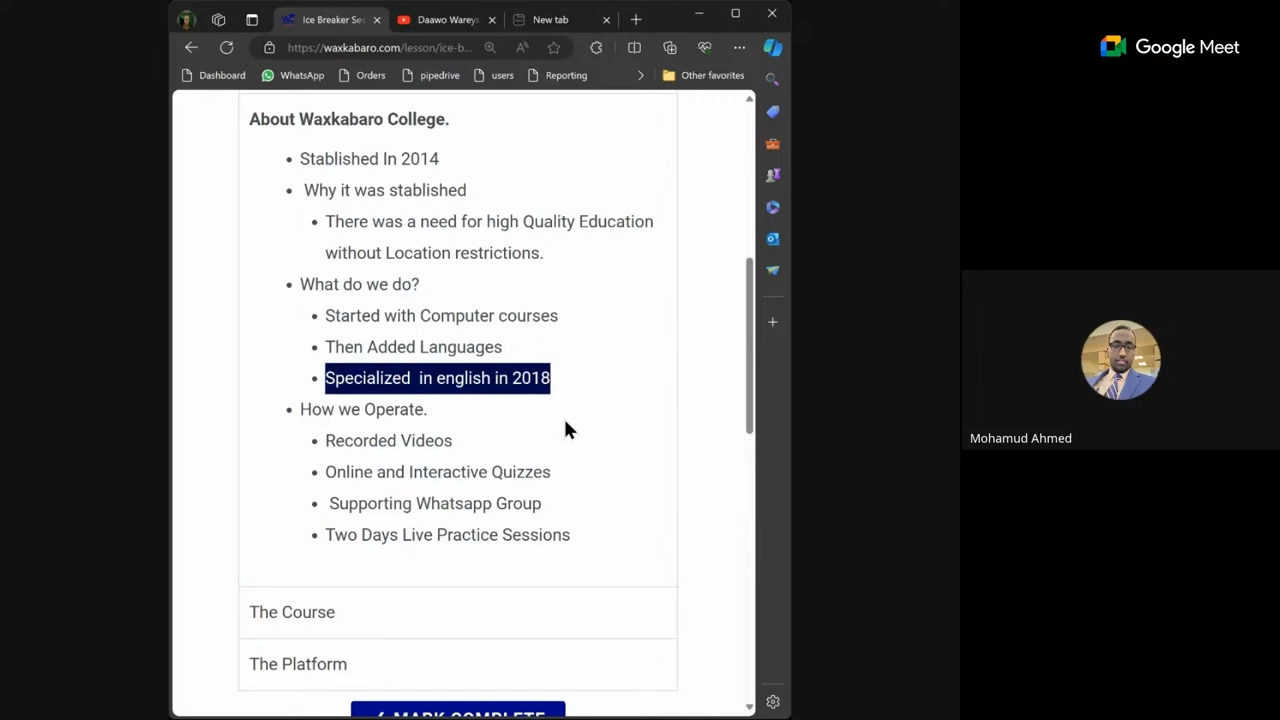 Ice Breaker Ses
Daawo Wareys
New tab
Google Meet
https://waxkabaro.com/lesson/ice-b...
Dashboard
WhatsApp
Orders
pipedrive
users
Reporting
Other favorites
About Waxkabaro College.
Stablished In 2014
Why it was stablished
There was a need for high Quality Education
without Location restrictions.
What do we do?
Started with Computer courses
Then Added Languages
Specialized in english in 2018
How we Operate.
Recorded Videos
Online and Interactive Quizzes
Supporting Whatsapp Group
Two Days Live Practice Sessions
Mohamud Ahmed
The Course
The Platform
MARK COMPLETE